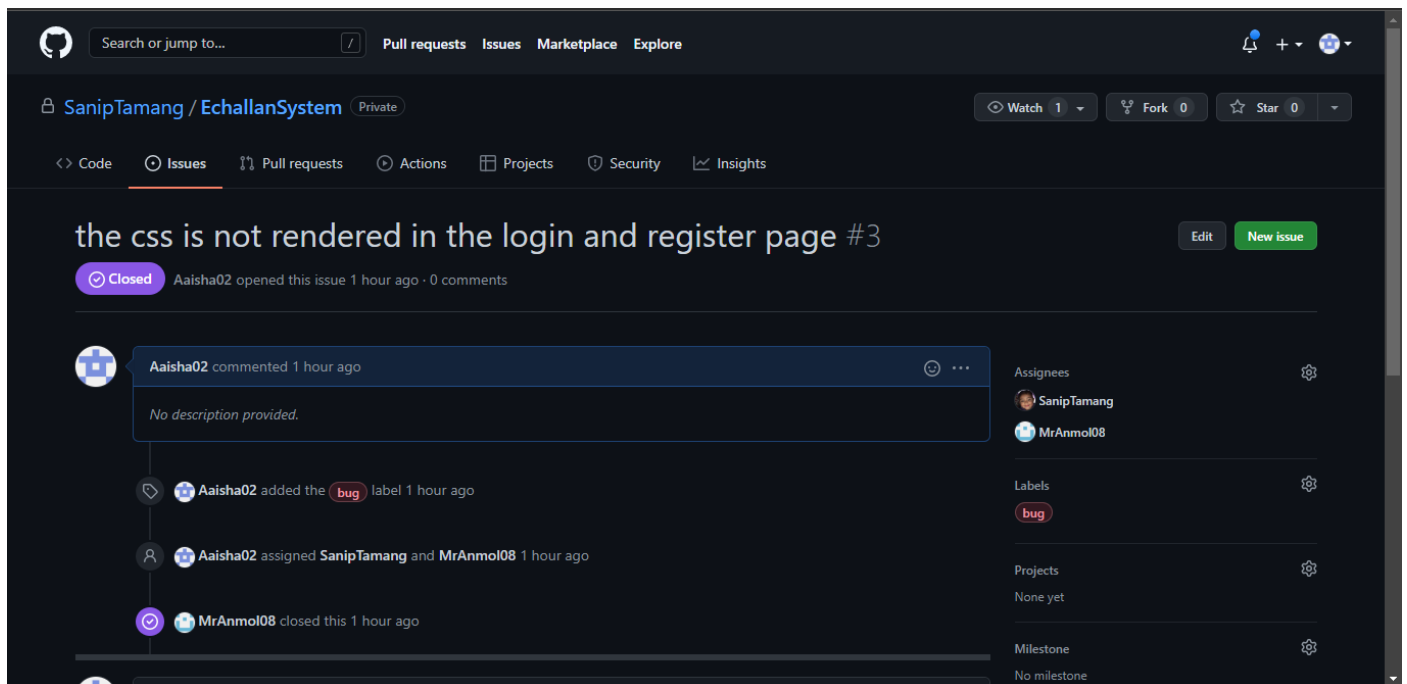 Search or jump to... / Pull requests Issues Marketplace Explore
SanipTamang / EchallanSystem Private Watch 1 Fork 0 Star 0
Code Issues Pull requests Actions Projects Security Insights
the css is not rendered in the login and register page #3 Edit New issue
Closed Aaisha02 opened this issue 1 hour ago · 0 comments
Aaisha02 commented 1 hour ago
No description provided.
Aaisha02 added the bug label 1 hour ago
Aaisha02 assigned SanipTamang and MrAnmol08 1 hour ago
MrAnmol08 closed this 1 hour ago
Assignees
SanipTamang
MrAnmol08
Labels
bug
Projects
None yet
Milestone
No milestone